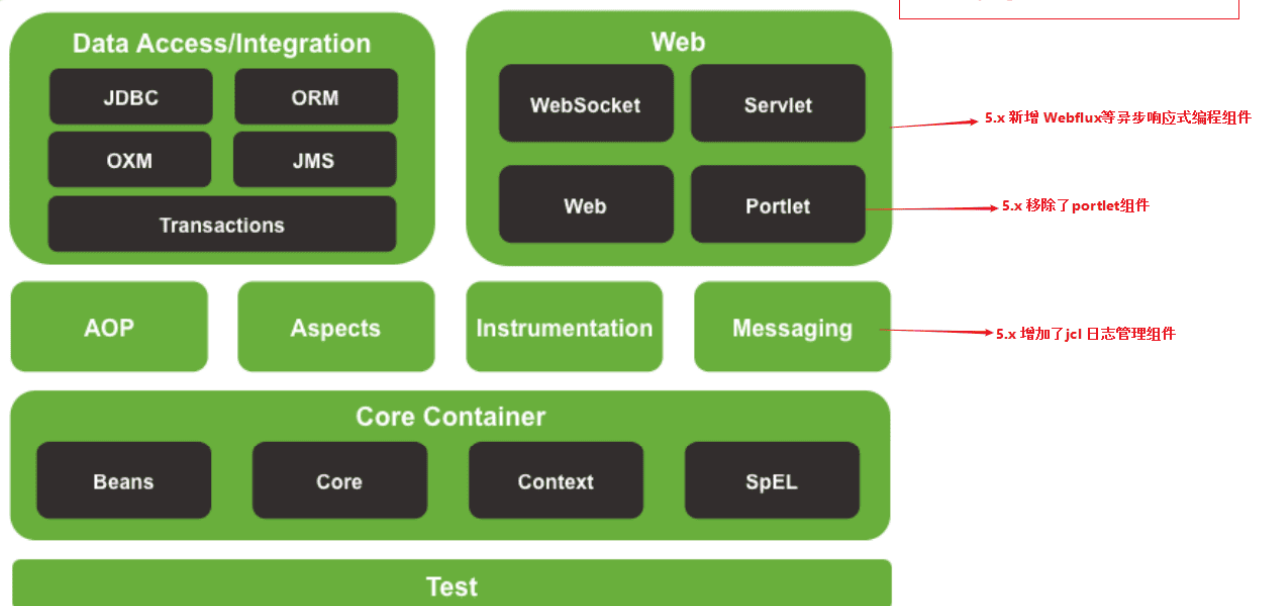 Data Access/Integration
JDBC
ORM
OXM
JMS
Transactions
Web
WebSocket
Servlet
Web
Portlet
5.x 新增 Webflux等异步响应式编程组件
5.x 移除了portlet组件
AOP
Aspects
Instrumentation
Messaging
5.x 增加了jcl 日志管理组件
Core Container
Beans
Core
Context
SpEL
Test